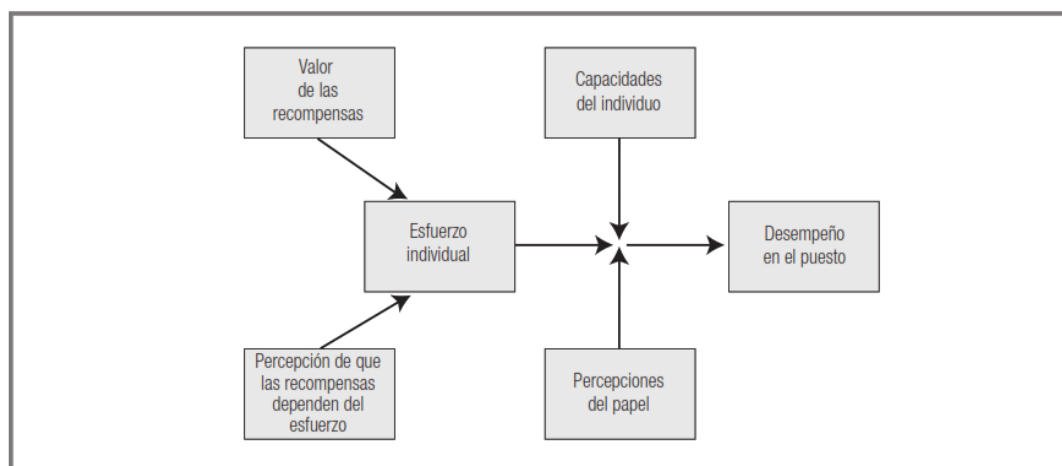 Valor
de las
recompensas
Capacidades
del individuo
Esfuerzo
individual
Desempeño
en el puesto
Percepción de que
las recompensas
dependen del
esfuerzo
Percepciones
del papel